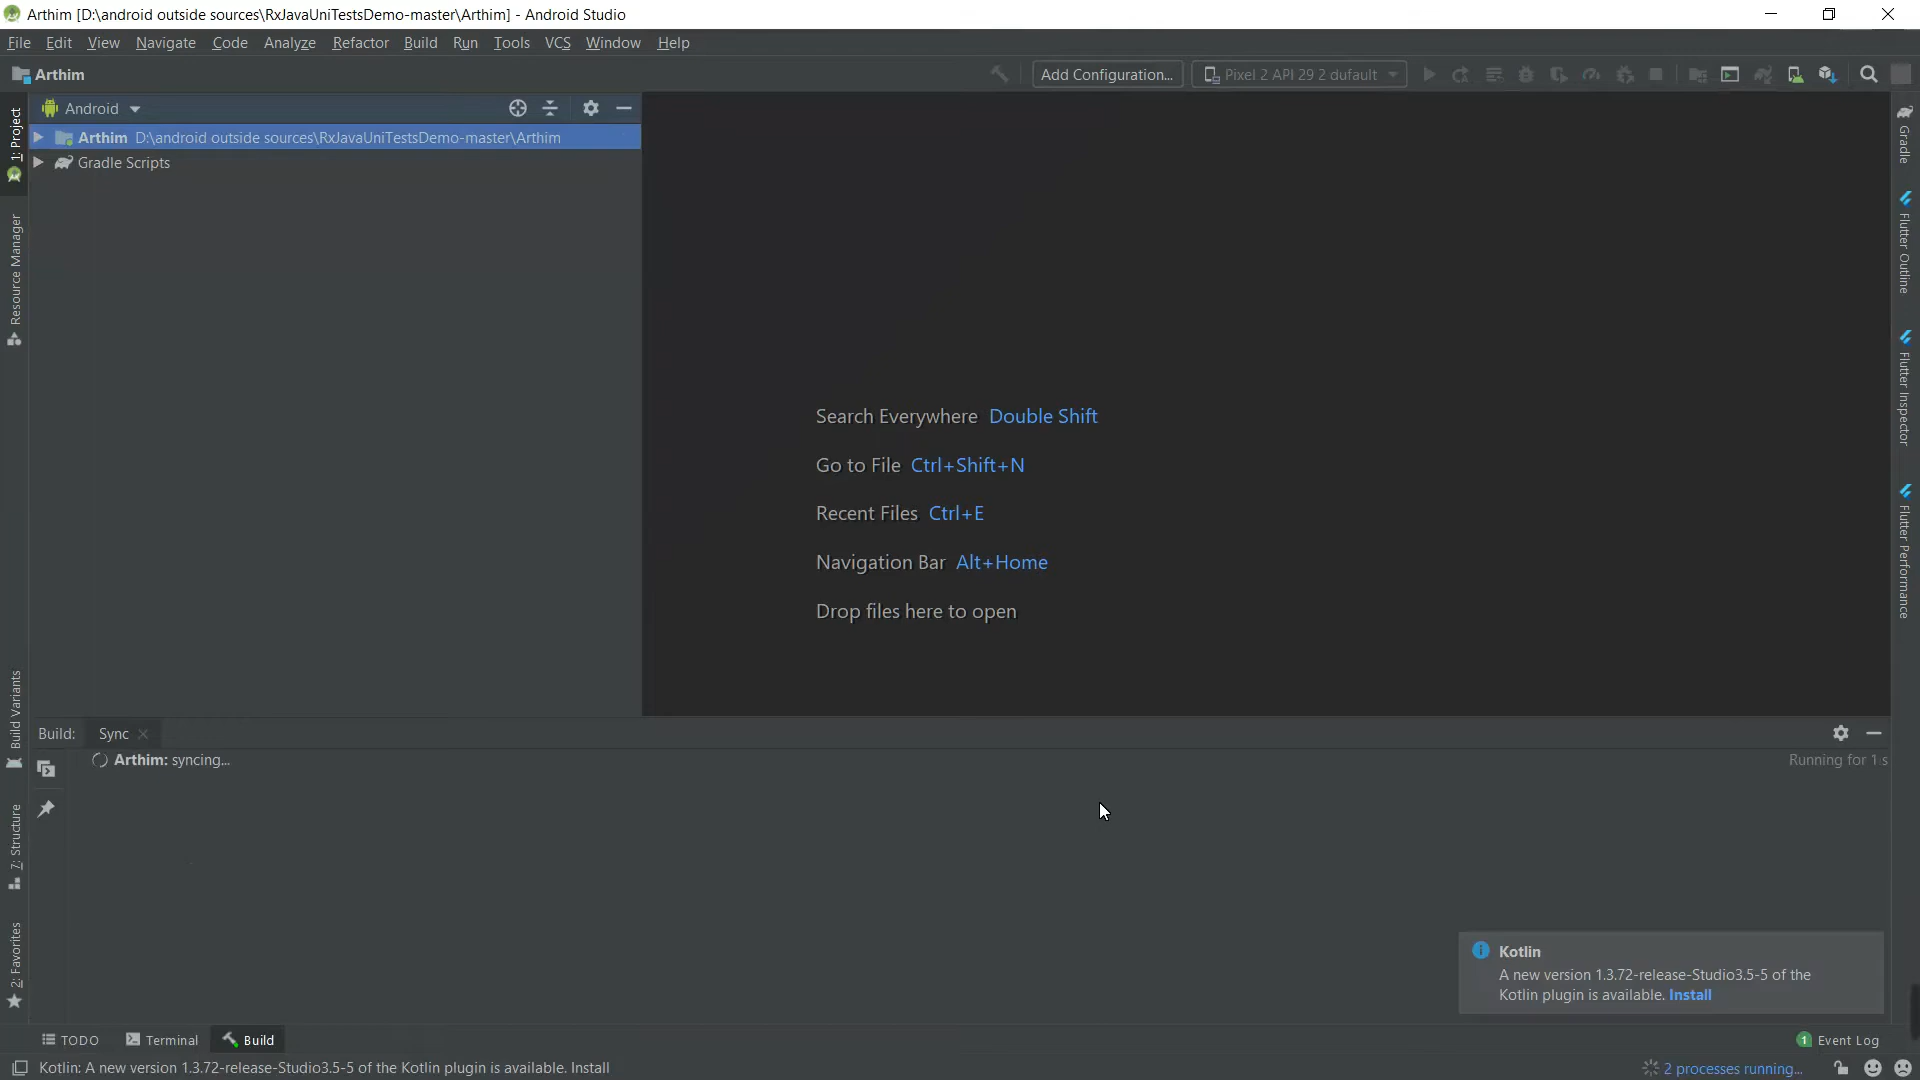 Arthim [D:\android outside sources\RxJavaUniTestsDemo-master\Arthim] - Android Studio
File Edit View Navigate Code Analyze Refactor Build Run Tools VCS Window Help
Arthim
Add Configuration...
Pixel 2 API 29 2 dufault
Android
Arthim D:\android outside sources\RxJavaUniTestsDemo-master\Arthim
Gradle Scripts
1: Project
Resource Manager
Build Variants
7: Structure
2: Favorites
Gradle
Flutter Outline
Flutter Inspector
Flutter Performance
Search Everywhere Double Shift
Go to File Ctrl+Shift+N
Recent Files Ctrl+E
Navigation Bar Alt+Home
Drop files here to open
Build: Sync
Arthim: syncing...
Running for 1 s
Kotlin
A new version 1.3.72-release-Studio3.5-5 of the
Kotlin plugin is available. Install
TODO Terminal Build
1 Event Log
Kotlin: A new version 1.3.72-release-Studio3.5-5 of the Kotlin plugin is available. Install
2 processes running...